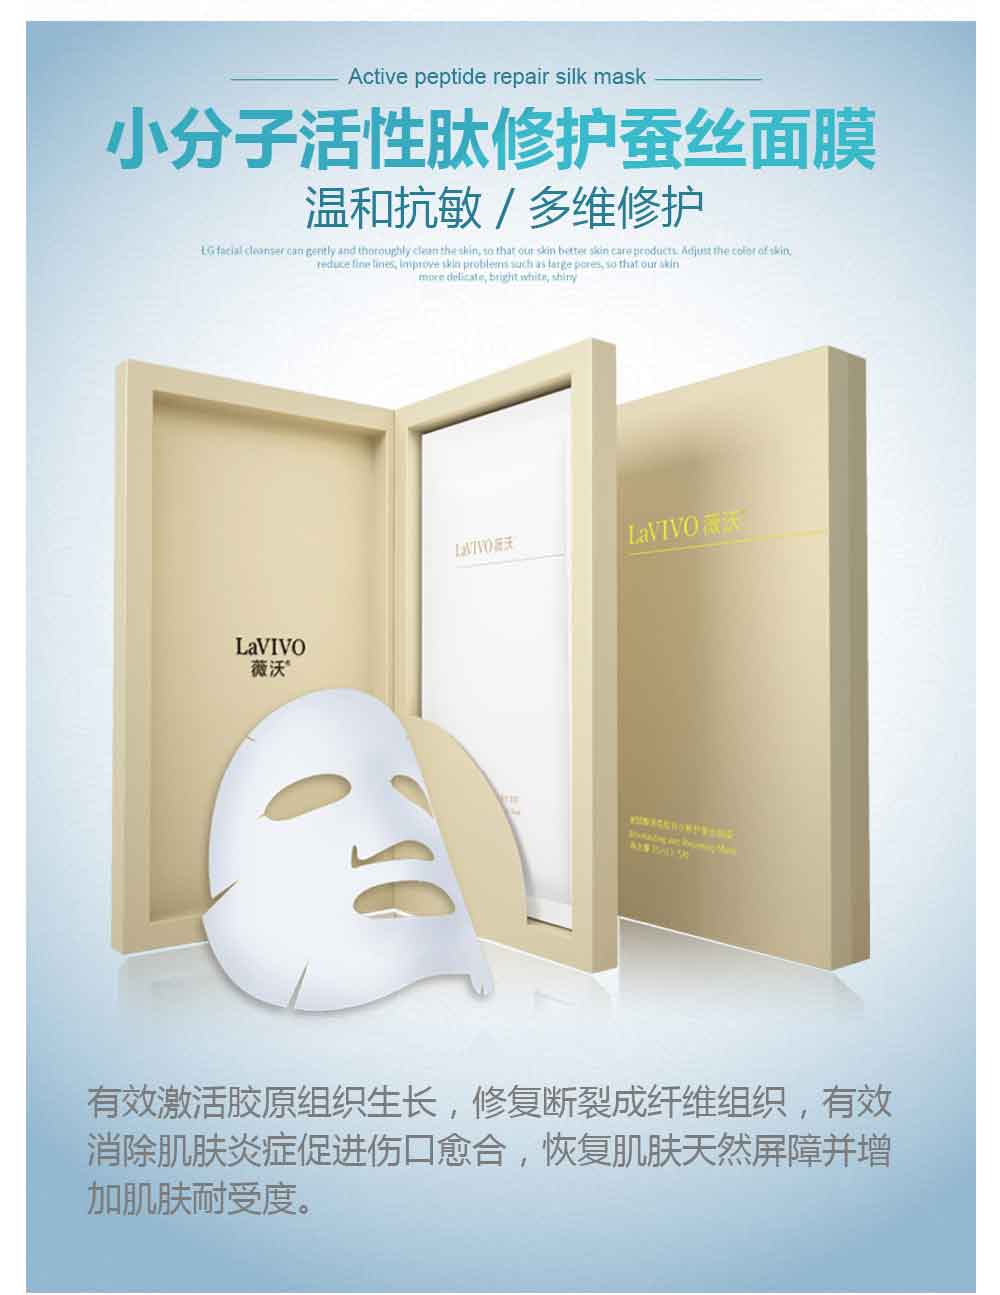 Active peptide repair silk mask
小分子活性肽修护蚕丝面膜
温和抗敏 / 多维修护
LG facial cleanser can gently and thoroughly clean the skin, so that our skin better skin care products. Adjust the color of skin,
reduce fine lines, improve skin problems such as large pores, so that our skin
more delicate, bright white, shiny
LaVIVO 薇沃
LaVIVO 薇沃
LaVIVO
薇沃®
有效激活胶原组织生长，修复断裂成纤维组织，有效
消除肌肤炎症促进伤口愈合，恢复肌肤天然屏障并增
加肌肤耐受度。